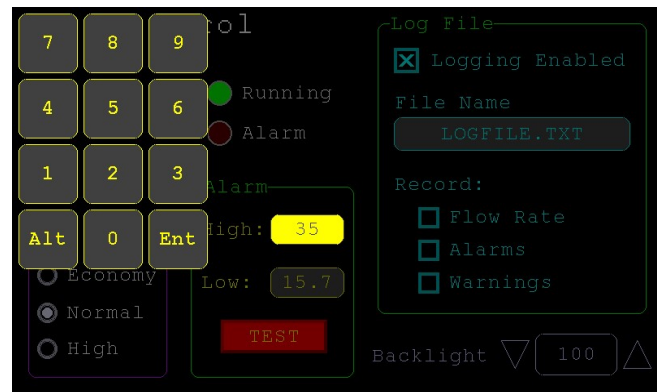 7 8 9
4 5 6
1 2 3
Alt 0 Ent
ol
Running
Alarm
Alarm
High: 35
Low: 15.7
TEST
Economy
Normal
High
Log File
Logging Enabled
File Name
LOGFILE.TXT
Record:
Flow Rate
Alarms
Warnings
Backlight 100